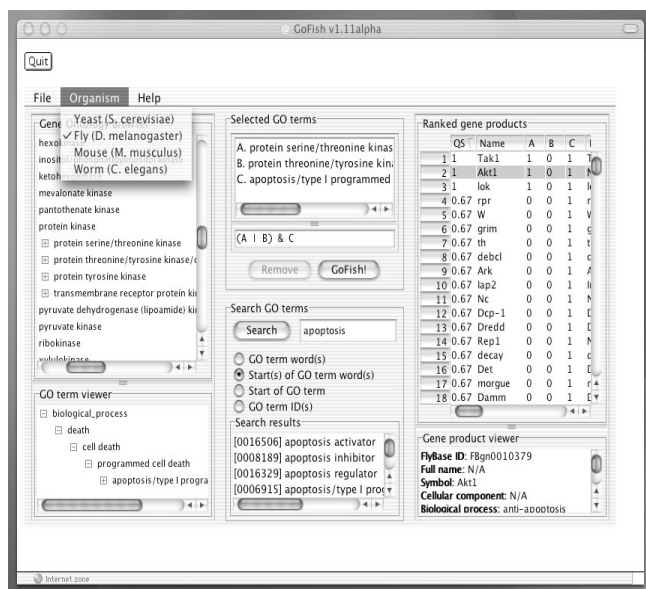 GoFish v1.11alpha
Quit
File Organism Help
Yeast (S. cerevisiae)
✓Fly (D. melanogaster)
Mouse (M. musculus)
Worm (C. elegans)
mevalonate kinase
pantothenate kinase
protein kinase
protein serine/threonine kinase
protein threonine/tyrosine kinase/
protein tyrosine kinase
transmembrane receptor protein
pyruvate dehydrogenase (lipoamide)
pyruvate kinase
ribokinase
xylulokinase
GO term viewer
biological_process
death
cell death
programmed cell death
apoptosis/type I progra
Selected GO terms
A. protein serine/threonine kinas
B. protein threonine/tyrosine kin
C. apoptosis/type I programmed
(A | B) & C
Remove GoFish!
Search GO terms
Search apoptosis
GO term word(s)
Start(s) of GO term word(s)
Start of GO term
GO term ID(s)
Search results
[0016506] apoptosis activator
[0008189] apoptosis inhibitor
[0016329] apoptosis regulator
[0006915] apoptosis/type I prog
Ranked gene products
QS Name A B C
1 1 Tak1 1 0 1
2 1 Akt1 1 0 1
3 1 lok 1 0 1
4 0.67 rpr 0 0 1
5 0.67 W 0 0 1
6 0.67 grim 0 0 1
7 0.67 th 0 0 1
8 0.67 debcl 0 0 1
9 0.67 Ark 0 0 1
10 0.67 Iap2 0 0 1
11 0.67 Nc 0 0 1
12 0.67 Dcp-1 0 0 1
13 0.67 Dredd 0 0 1
14 0.67 Rep1 0 0 1
15 0.67 decay 0 0 1
16 0.67 Det 0 0 1
17 0.67 morgue 0 0 1
18 0.67 Damm 0 0 1
Gene product viewer
FlyBase ID: FBgn0010379
Full name: N/A
Symbol: Akt1
Cellular component: N/A
Biological process: anti-apoptosis
Internet zone